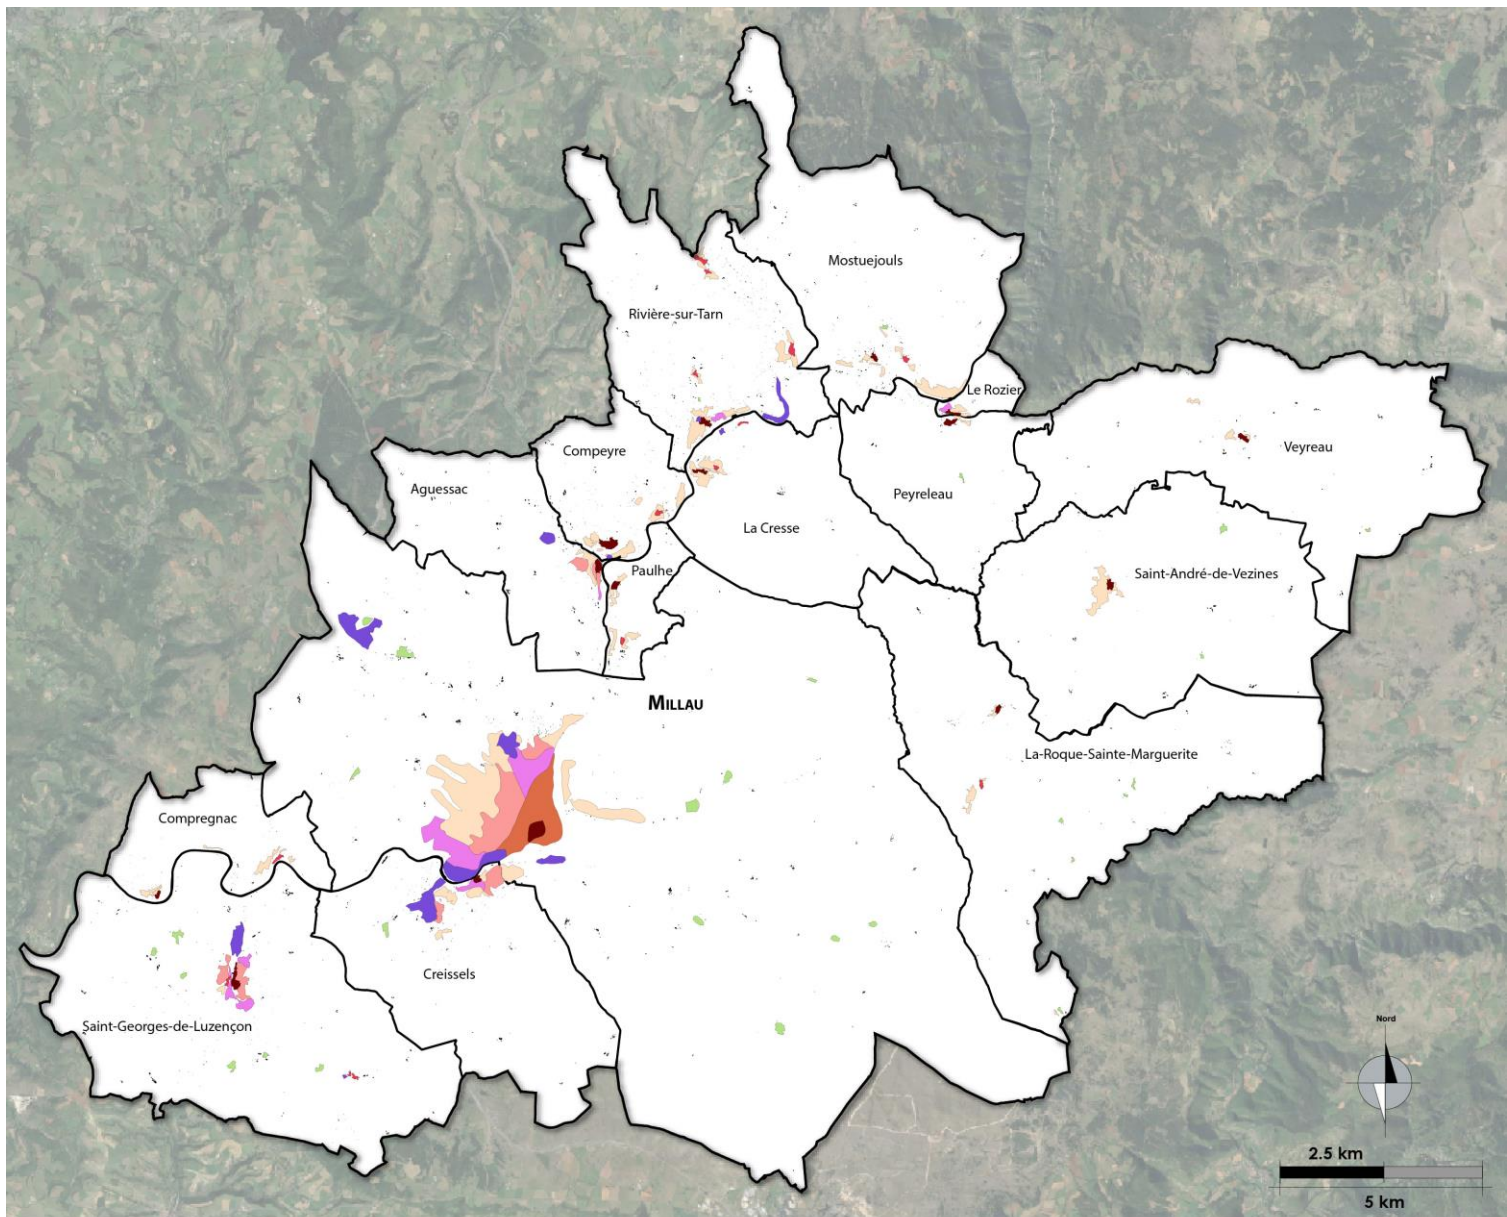 Mostuejouls
Rivière-sur-Tarn
Le Rozier
Compeyre
Veyreau
Aguessac
Peyreleau
La Cresse
Paulhe
Saint-André-de-Vezines
MILLAU
La-Roque-Sainte-Marguerite
Compregnac
Creissels
Saint-Georges-de-Luzençon
Nord
2.5 km
5 km